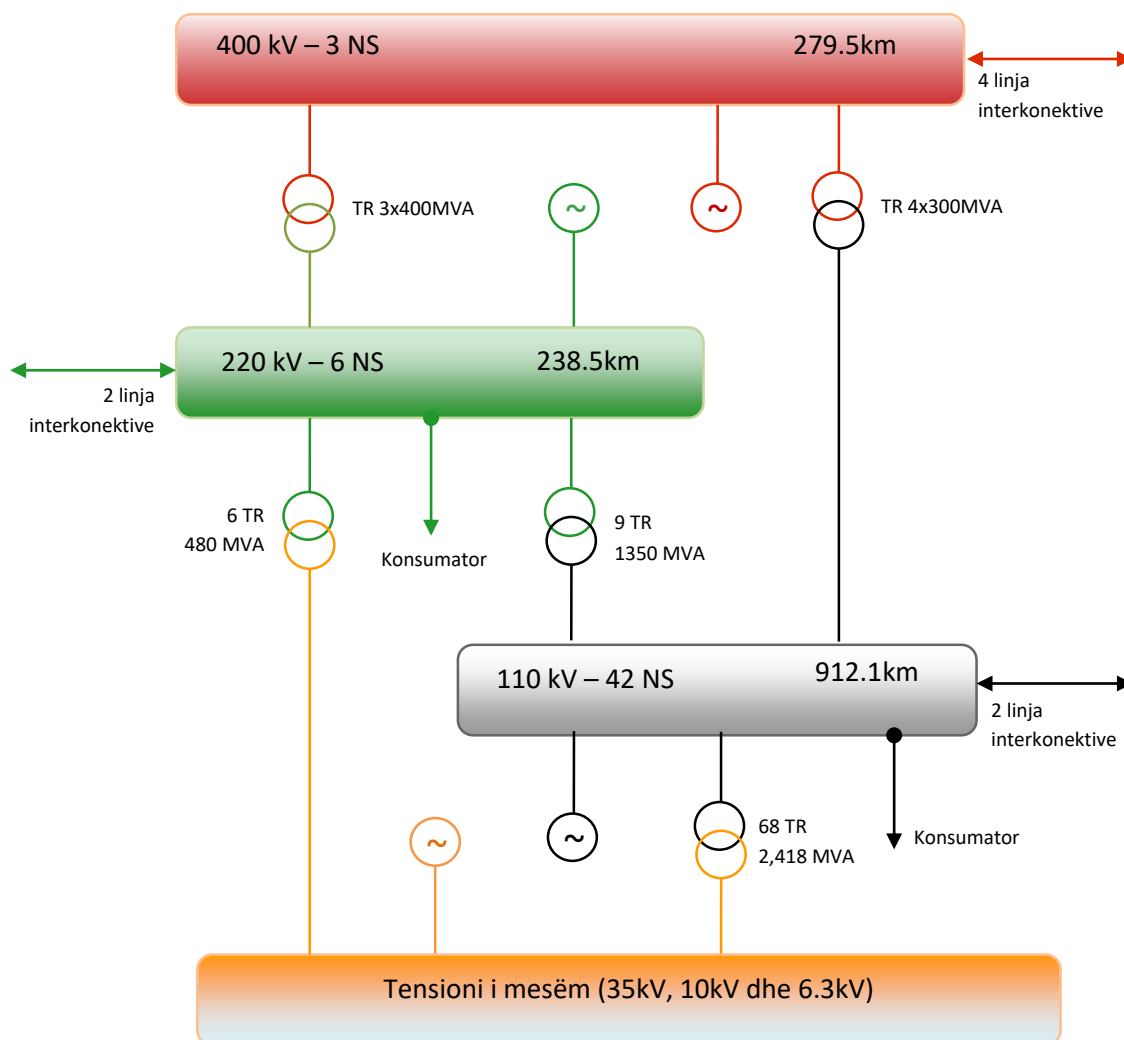 400 kV – 3 NS 279.5km
4 linja
interkonektive
TR 3x400MVA
~
~
TR 4x300MVA
220 kV – 6 NS 238.5km
2 linja
interkonektive
6 TR
480 MVA
Konsumator
9 TR
1350 MVA
110 kV – 42 NS 912.1km
2 linja
interkonektive
~
~
68 TR
2,418 MVA
Konsumator
Tensioni i mesëm (35kV, 10kV dhe 6.3kV)